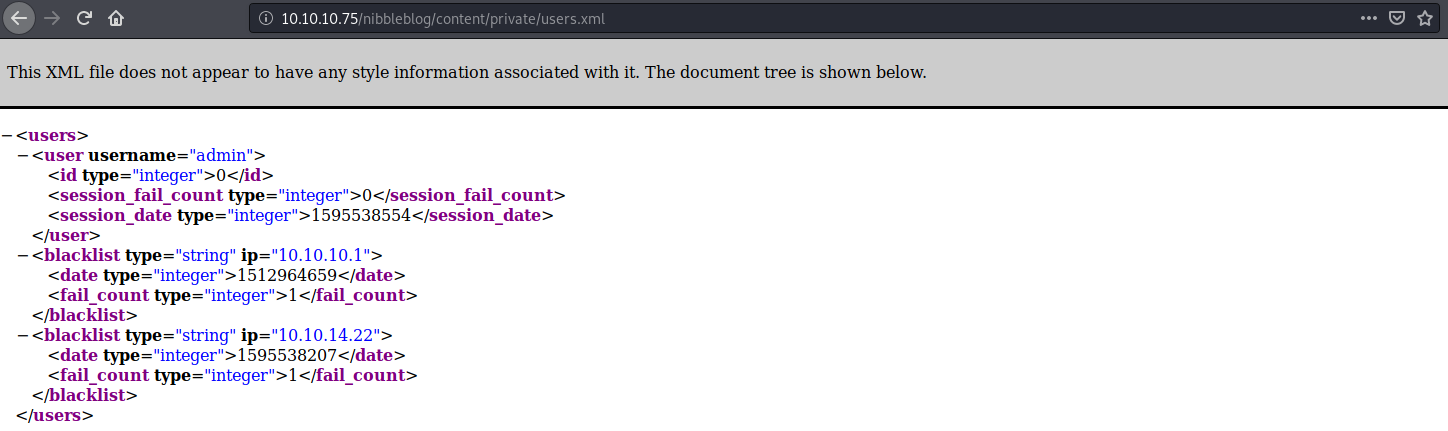 10.10.10.75/nibbleblog/content/private/users.xml
This XML file does not appear to have any style information associated with it. The document tree is shown below.
−<users>
−<user username="admin">
<id type="integer">0</id>
<session_fail_count type="integer">0</session_fail_count>
<session_date type="integer">1595538554</session_date>
</user>
−<blacklist type="string" ip="10.10.10.1">
<date type="integer">1512964659</date>
<fail_count type="integer">1</fail_count>
</blacklist>
−<blacklist type="string" ip="10.10.14.22">
<date type="integer">1595538207</date>
<fail_count type="integer">1</fail_count>
</blacklist>
</users>